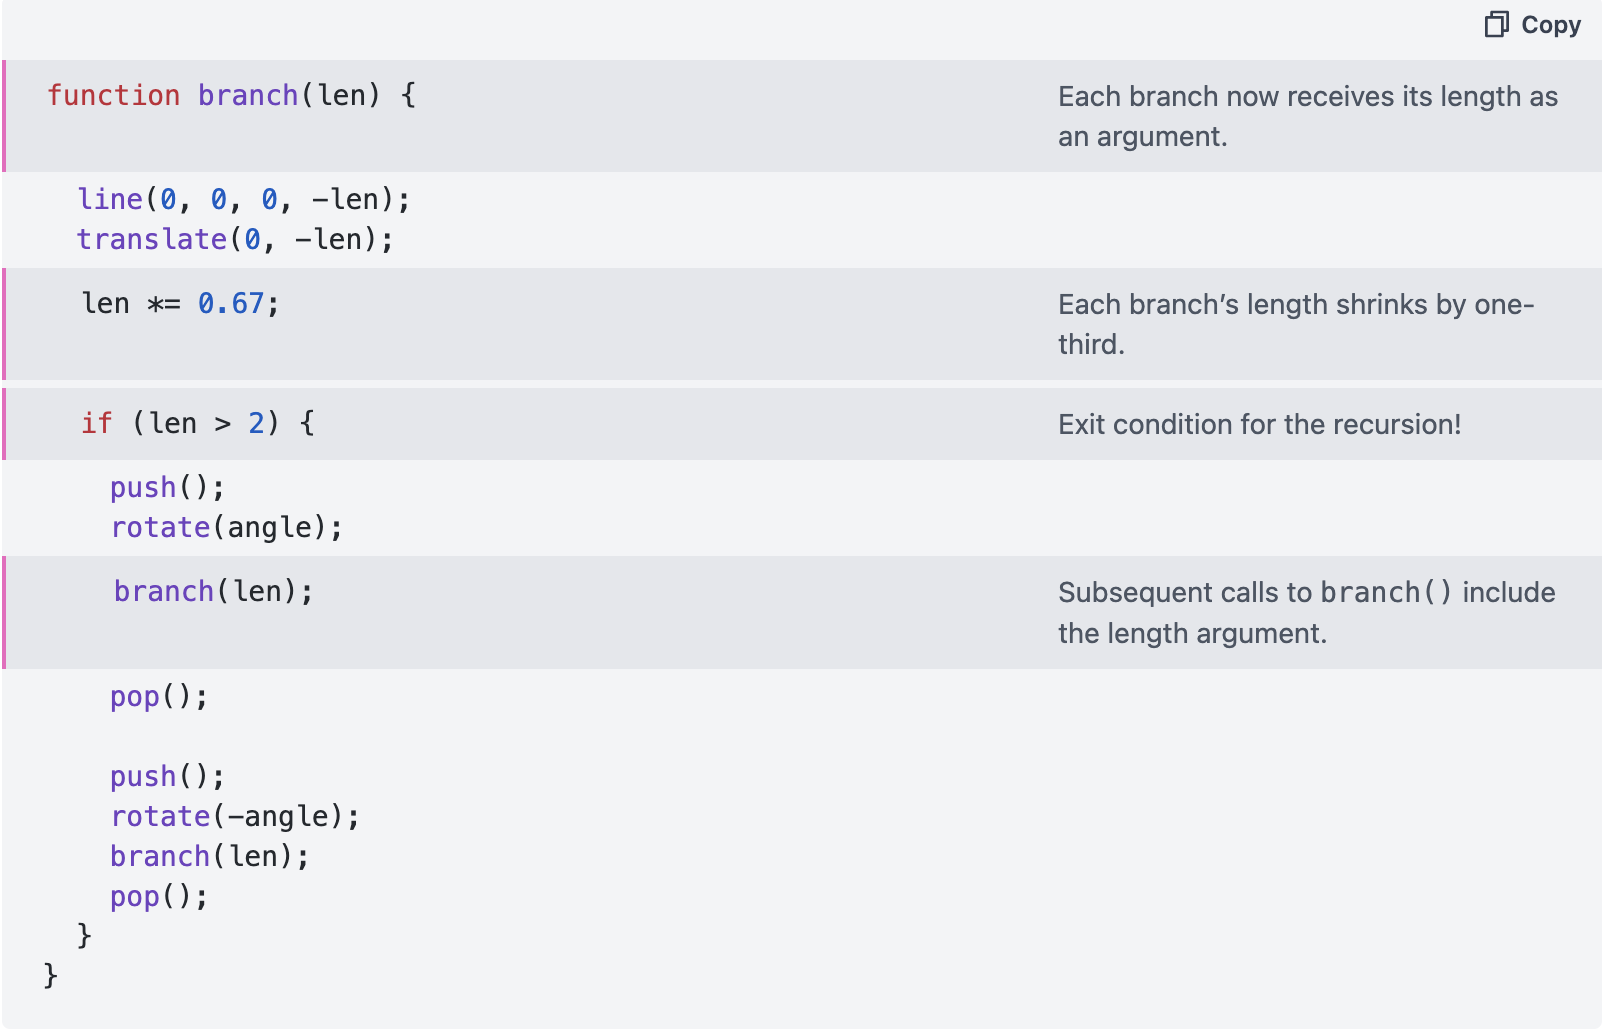 Copy
function branch(len) {
Each branch now receives its length as
an argument.
line(0, 0, 0, -len);
translate(0, -len);
len *= 0.67;
Each branch’s length shrinks by one-
third.
if (len > 2) {
Exit condition for the recursion!
push();
rotate(angle);
branch(len);
Subsequent calls to branch() include
the length argument.
pop();
push();
rotate(-angle);
branch(len);
pop();
}
}